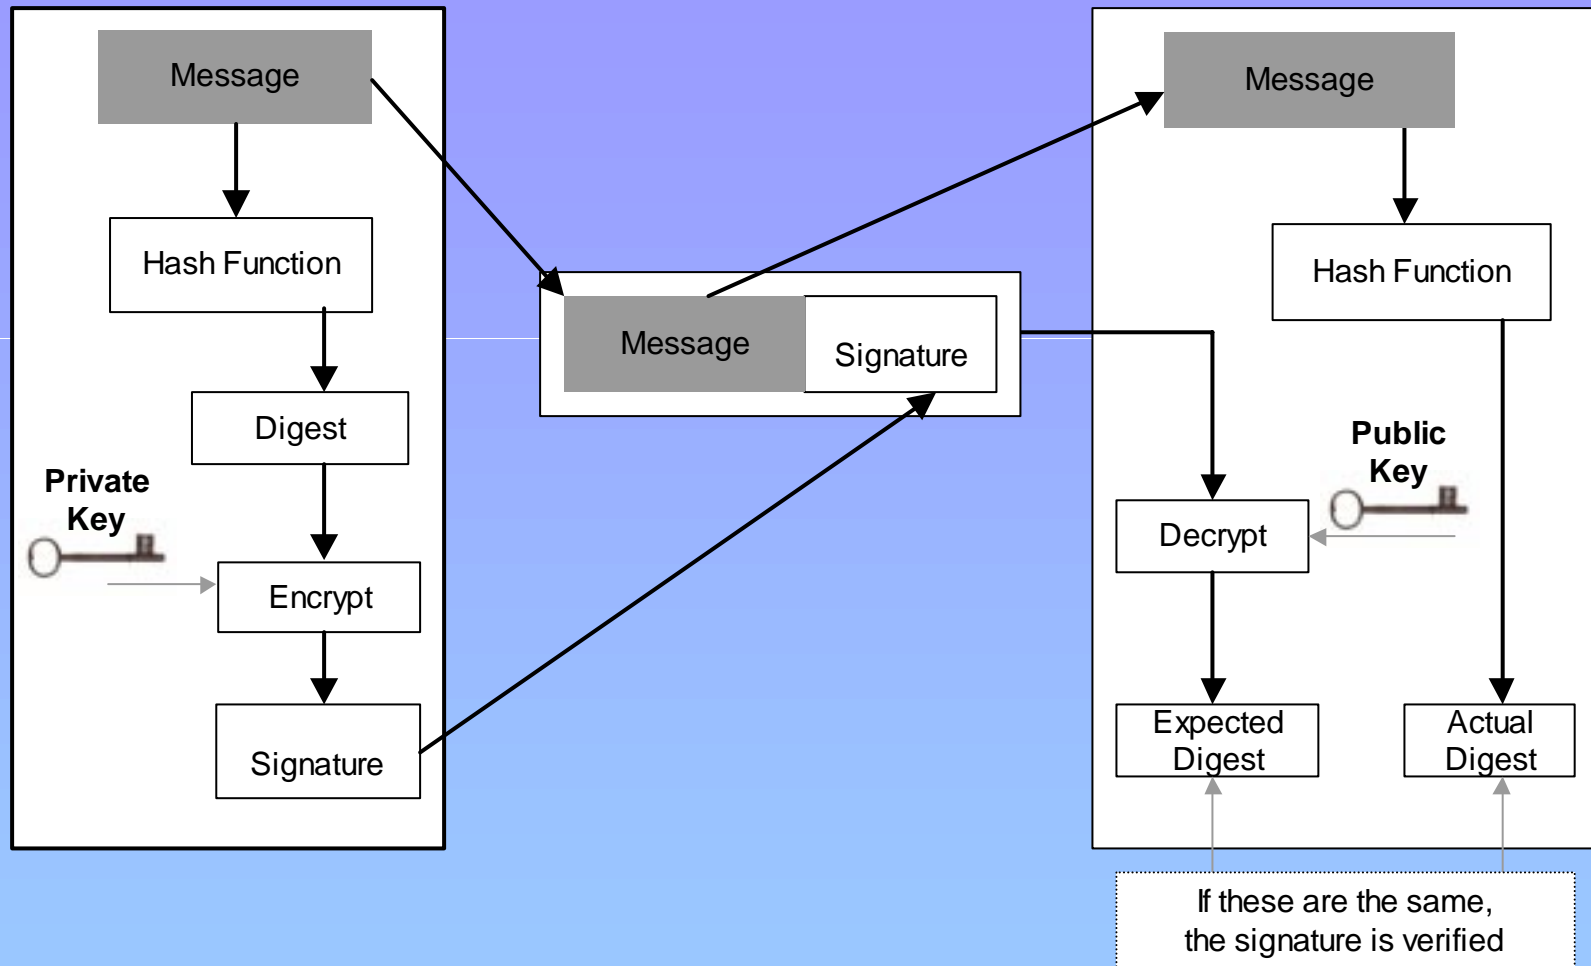 Message
Hash Function
Digest
Private
Key
Encrypt
Signature
Message
Signature
Message
Hash Function
Public
Key
Decrypt
Expected
Digest
Actual
Digest
If these are the same,
the signature is verified